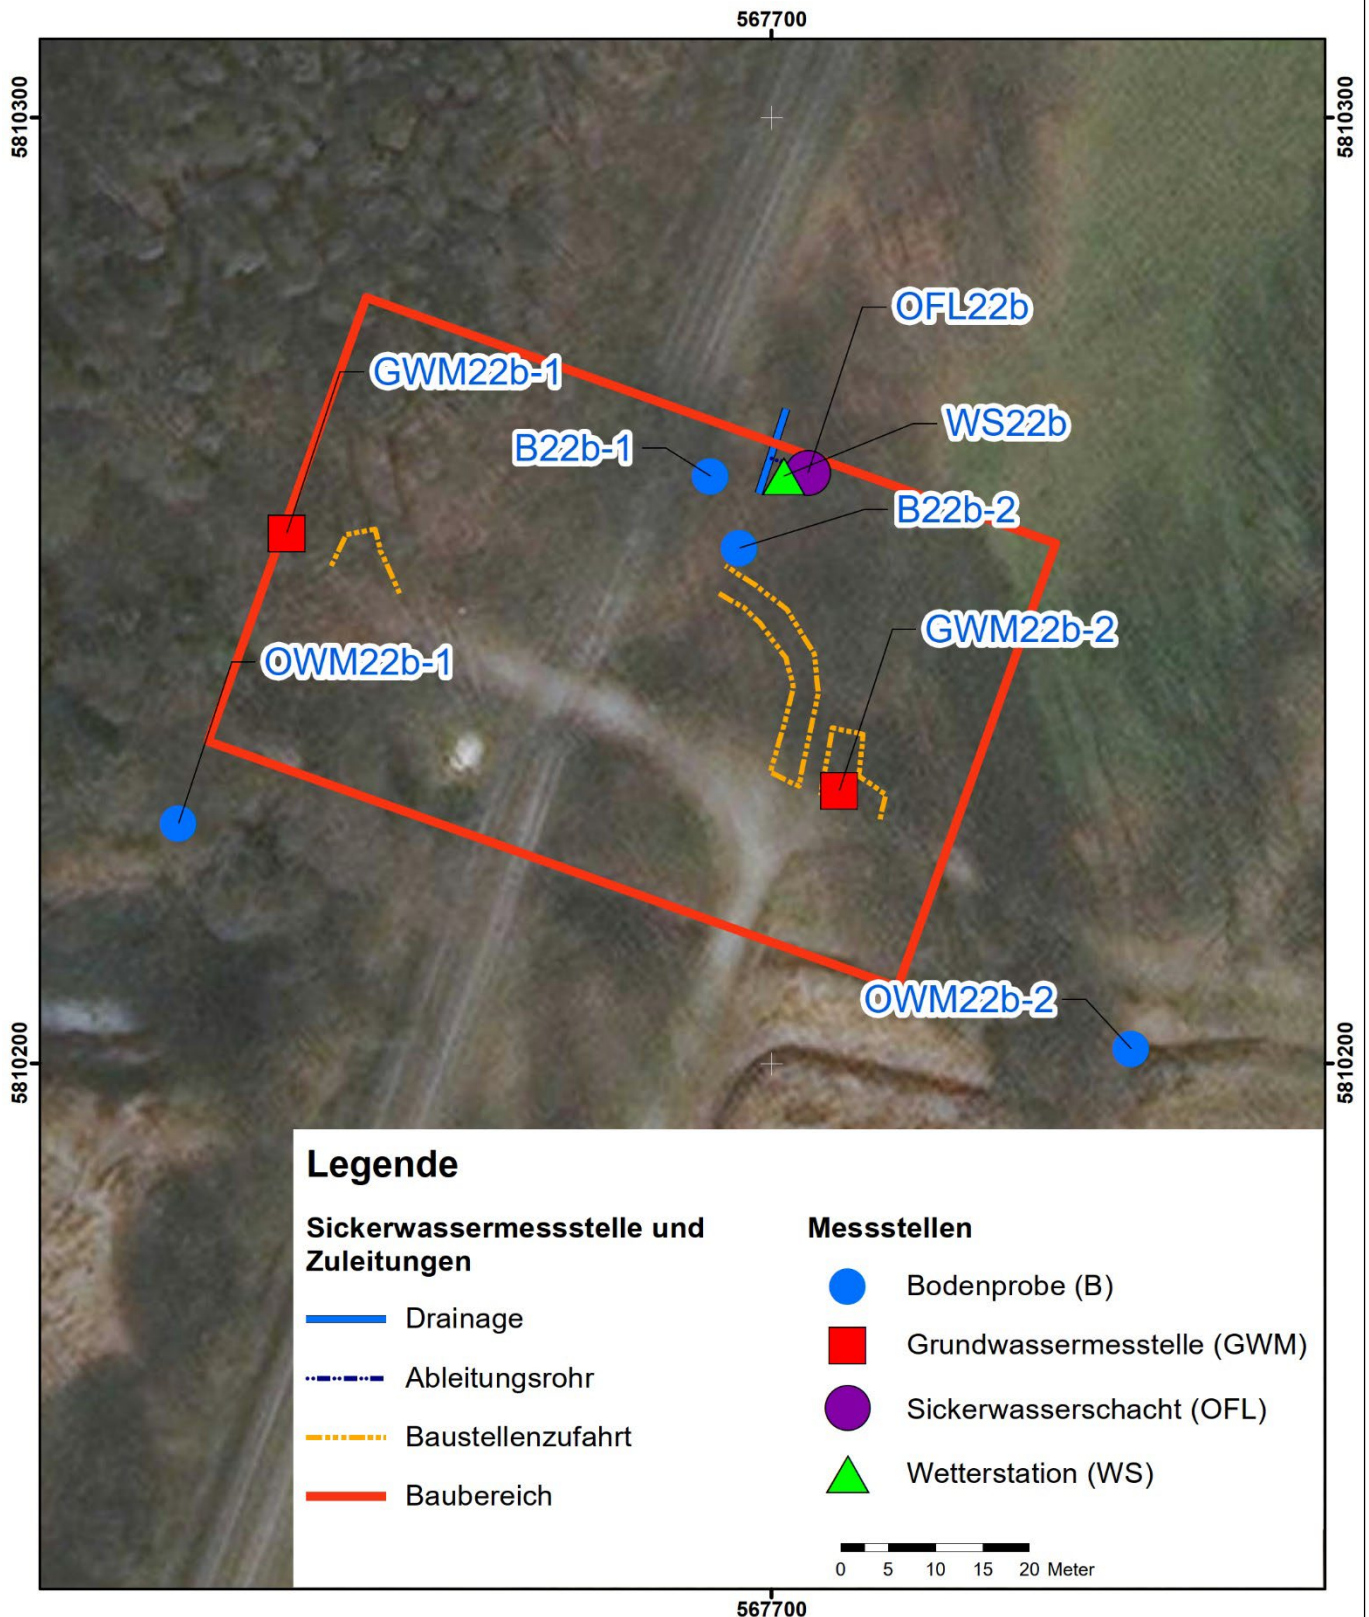 567700
5810300
5810300
OFL22b
GWM22b-1
WS22b
B22b-1
B22b-2
GWM22b-2
OWM22b-1
OWM22b-2
5810200
5810200
Legende
Sickerwassermessstelle und
Zuleitungen
Drainage
Ableitungsrohr
Baustellenzufahrt
Baubereich
Messstellen
Bodenprobe (B)
Grundwassermesstelle (GWM)
Sickerwasserschacht (OFL)
Wetterstation (WS)
0 5 10 15 20 Meter
567700